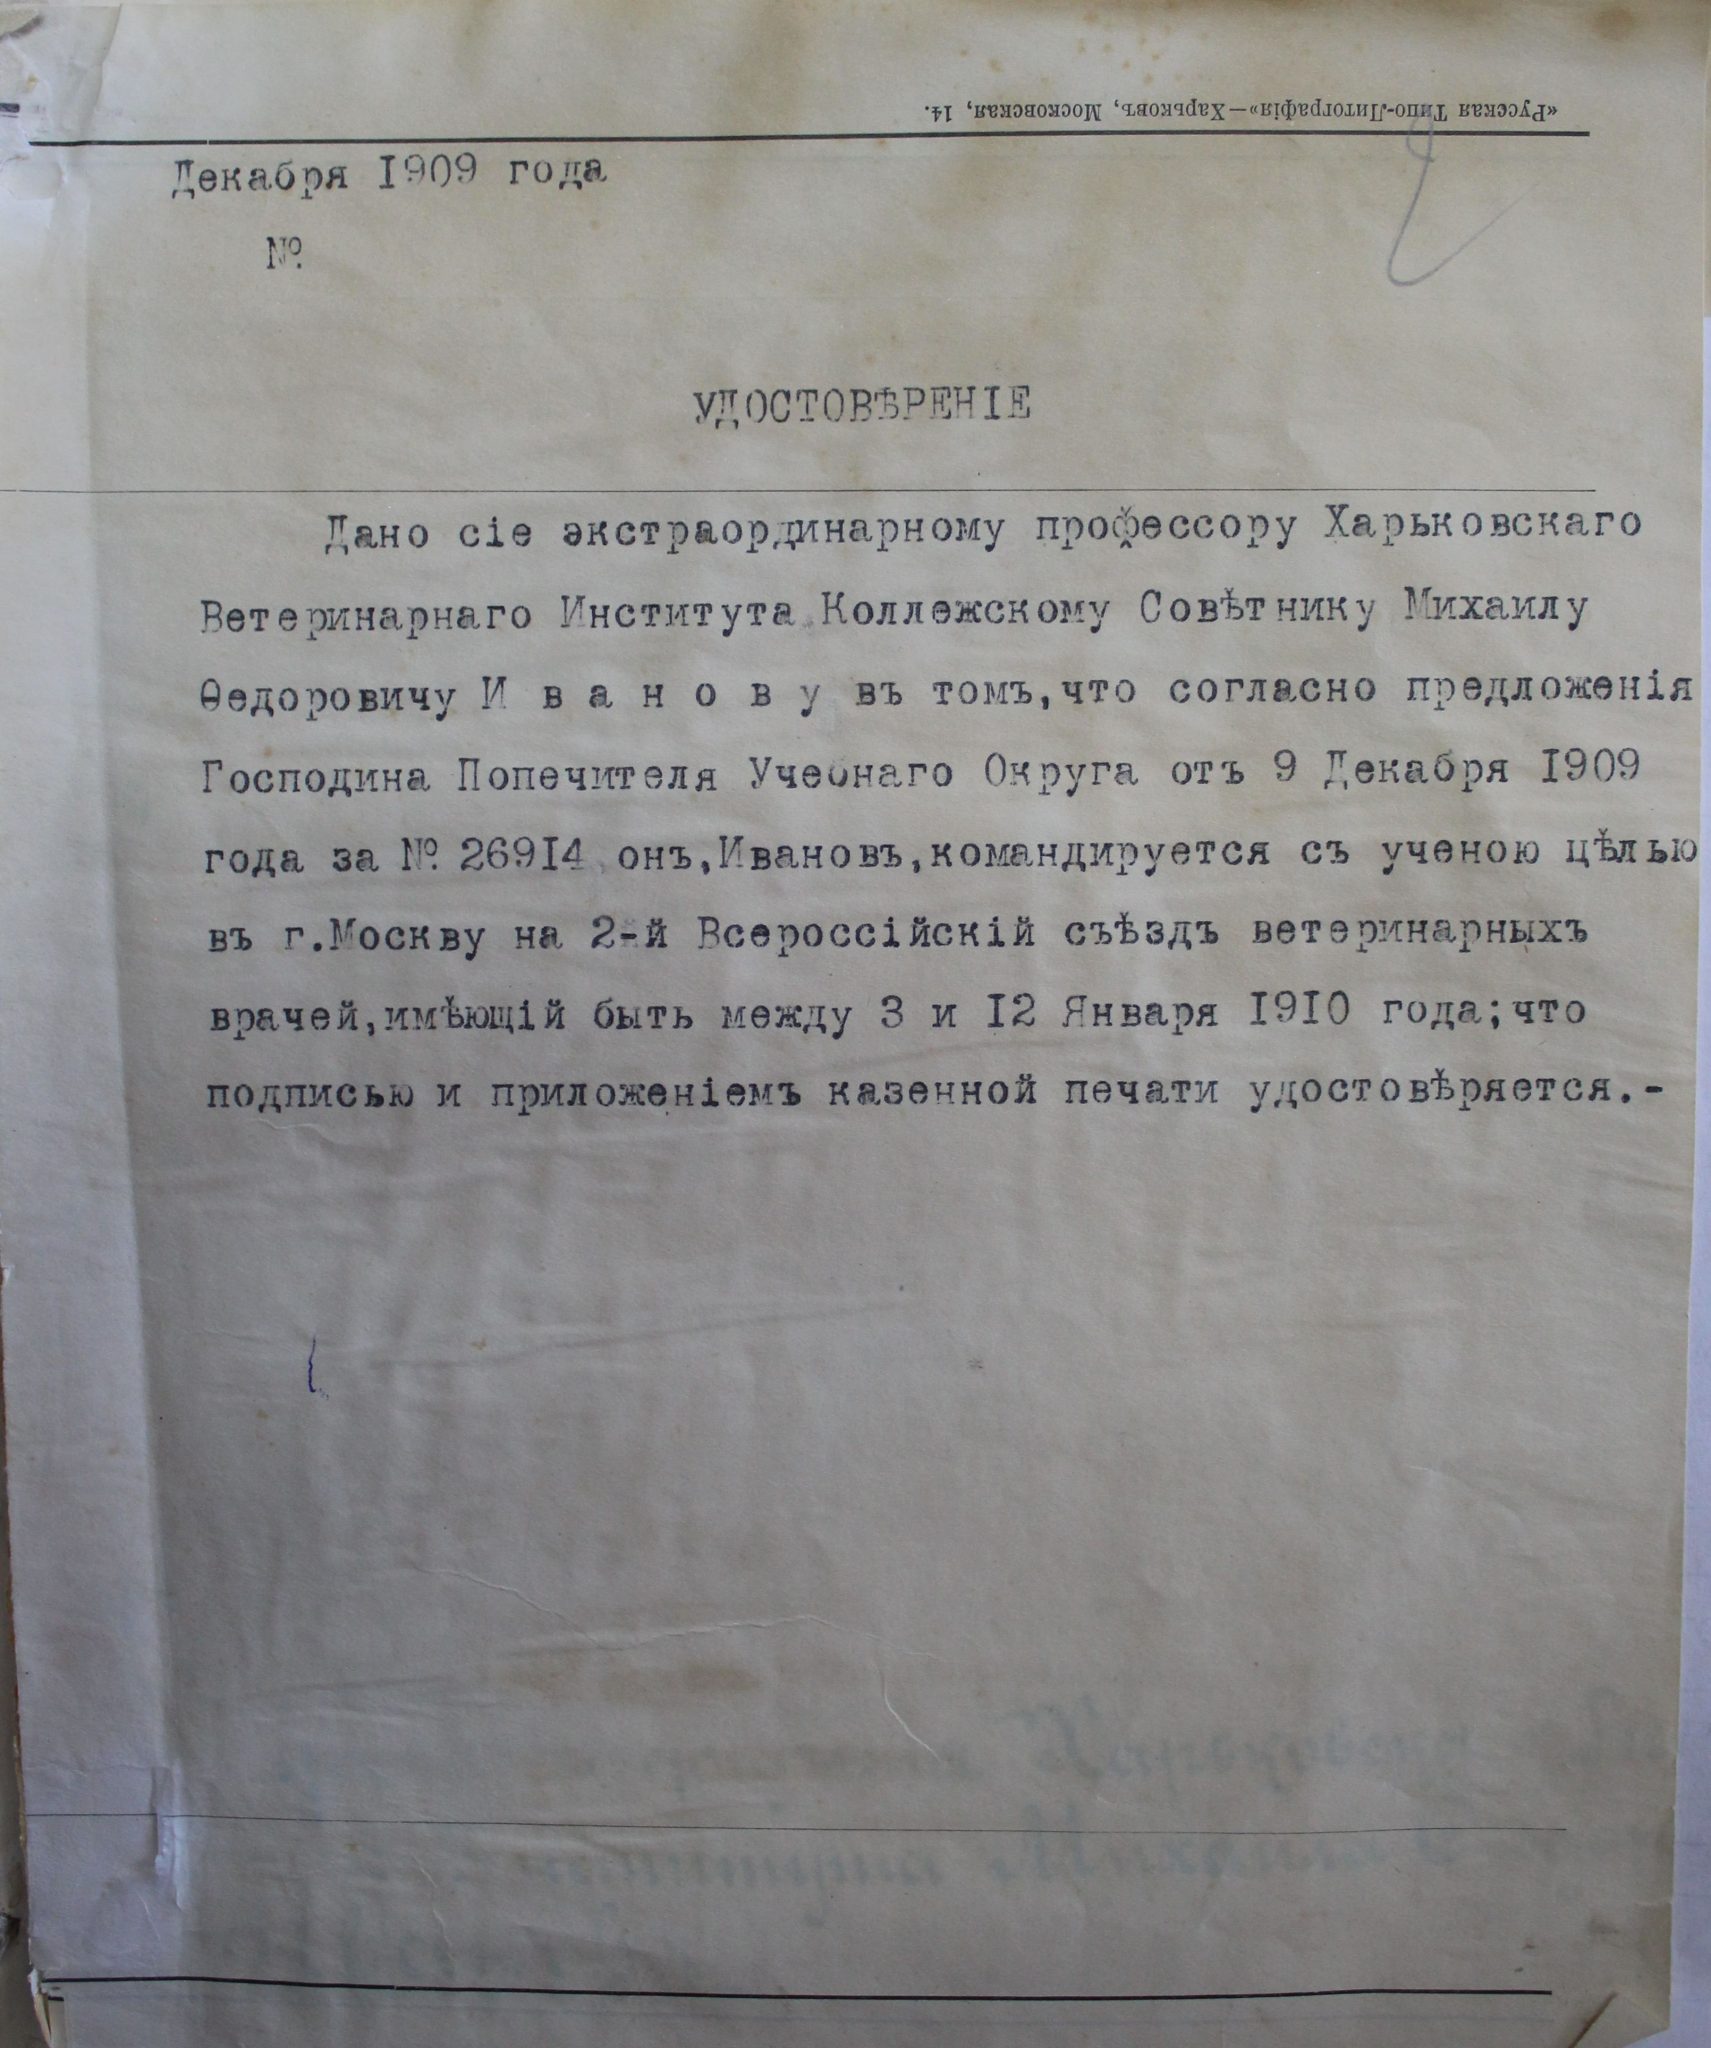 «Русская Типо-Литографія»—Харьковъ, Московская, 14.
Декабря 1909 года
№
УДОСТОВѢРЕНІЕ
Дано сіе экстраординарному профессору Харьковскаго
Ветеринарнаго Института Коллежскому Совѣтнику Михаилу
Ѳедоровичу И в а н о в у въ томъ,что согласно предложенія
Господина Попечителя Учебнаго Округа отъ 9 Декабря 1909
года за № 26914 онъ,Ивановъ,командируется съ ученою цѣлью
въ г.Москву на 2-й Всероссійскій съѣздъ ветеринарныхъ
врачей,имѣющій быть между 3 и 12 Января 1910 года;что
подписью и приложеніемъ казенной печати удостовѣряется.-